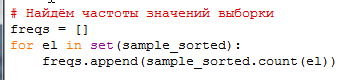 # Найдём частоты значений выборки
freqs = []
for el in set(sample_sorted):
    freqs.append(sample_sorted.count(el))